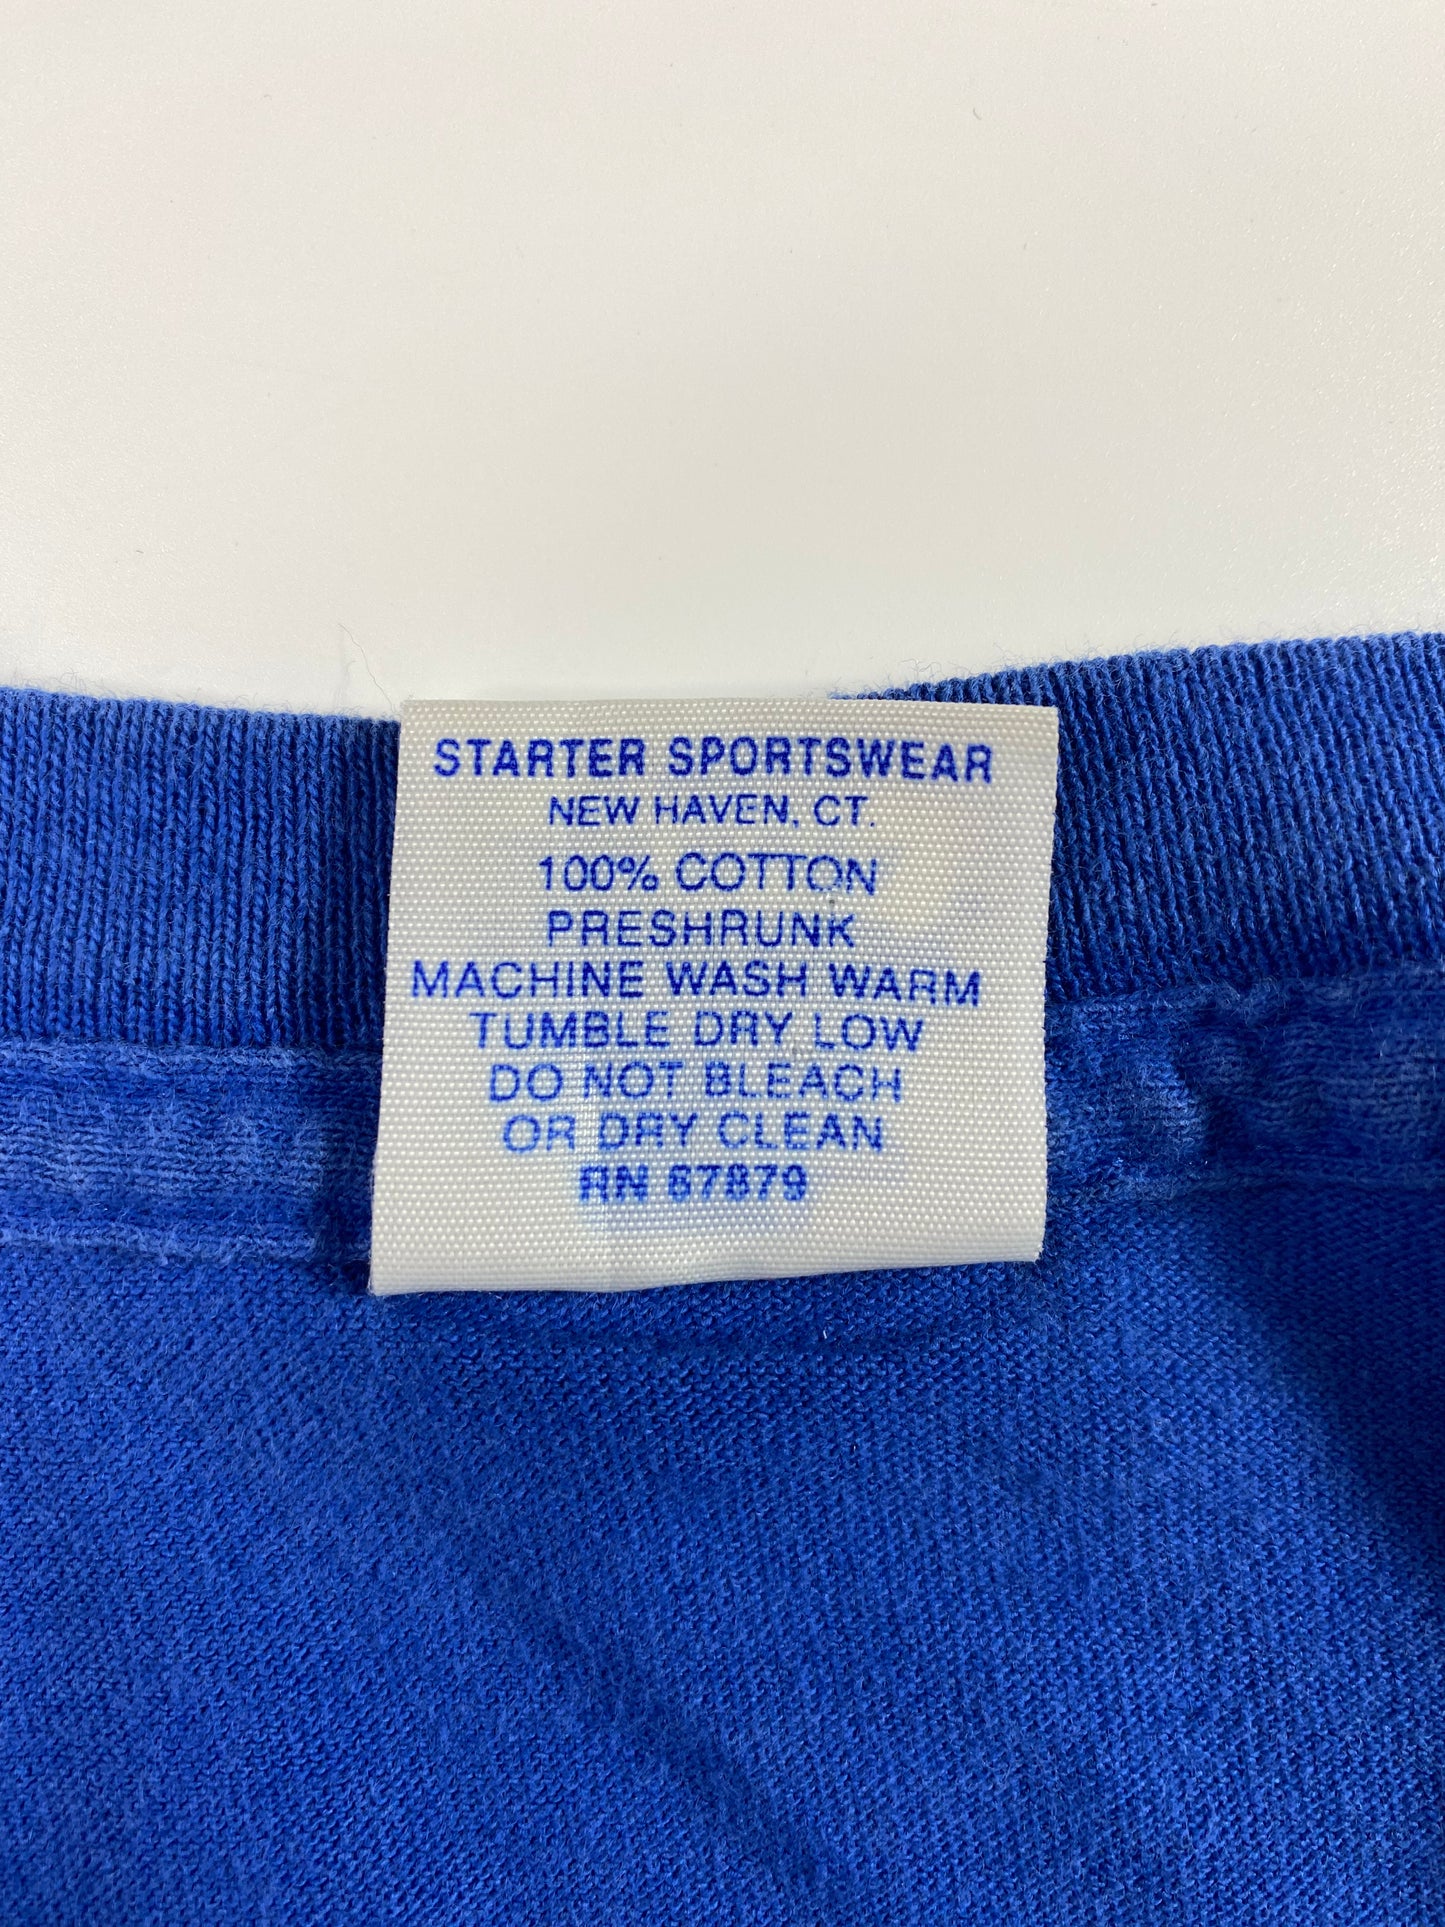 STARTER SPORTSWEAR
NEW HAVEN, CT.
100% COTTON
PRESHRUNK
MACHINE WASH WARM
TUMBLE DRY LOW
DO NOT BLEACH
OR DRY CLEAN
RN 67879